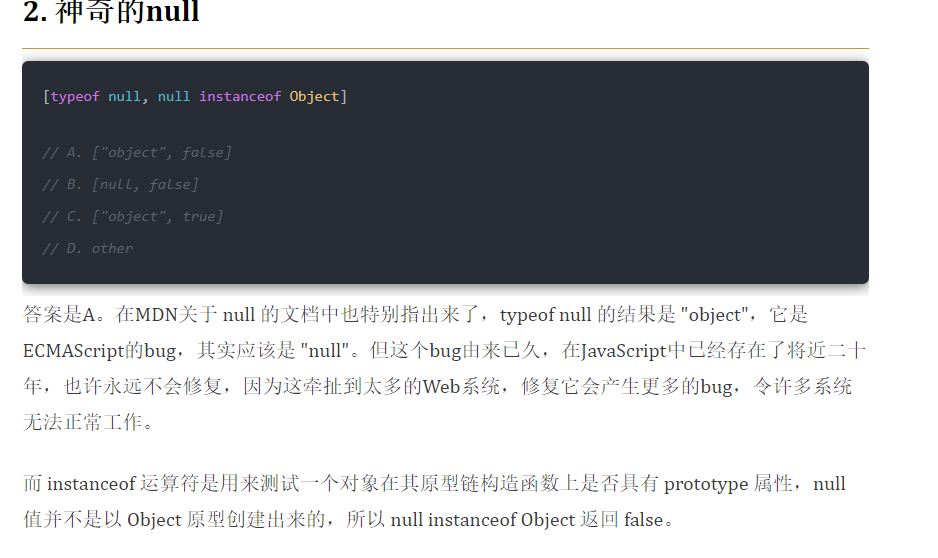 2. 神奇的null
[typeof null, null instanceof Object]
// A. ["object", false]
// B. [null, false]
// C. ["object", true]
// D. other
答案是A。在MDN关于 null 的文档中也特别指出来了，typeof null 的结果是 "object"，它是
ECMAScript的bug，其实应该是 "null"。但这个bug由来已久，在JavaScript中已经存在了将近二十
年，也许永远不会修复，因为这牵扯到太多的Web系统，修复它会产生更多的bug，令许多系统
无法正常工作。
而 instanceof 运算符是用来测试一个对象在其原型链构造函数上是否具有 prototype 属性，null
值并不是以 Object 原型创建出来的，所以 null instanceof Object 返回 false。